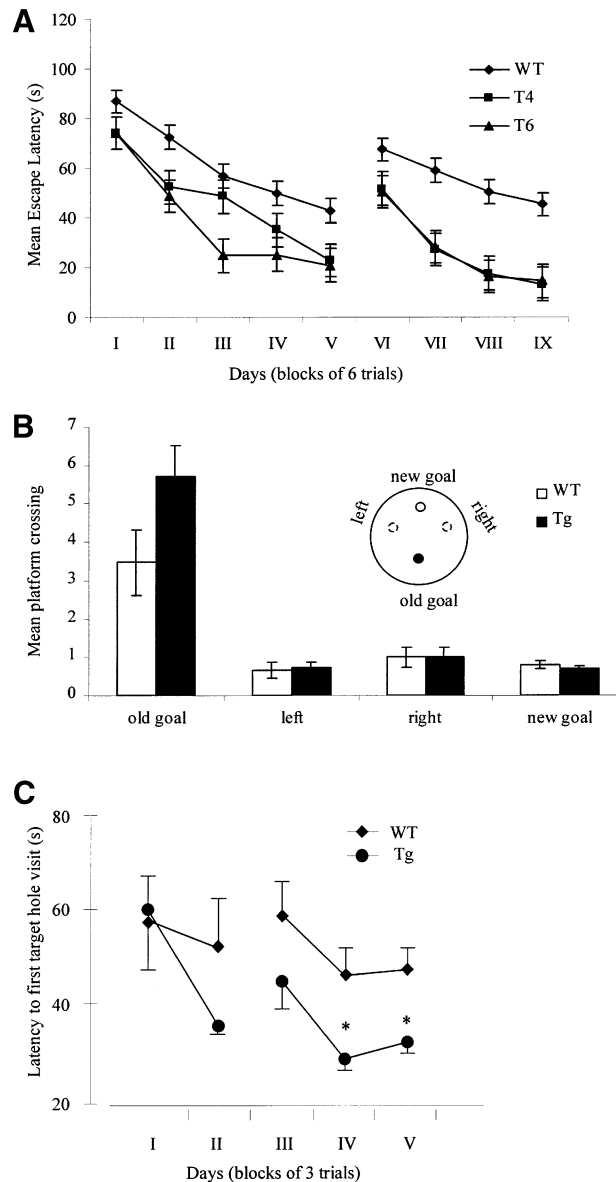 A
120
100
80
60
40
20
0
Mean Escape Latency (s)
WT
T4
T6
I II III IV V VI VII VIII IX
Days (blocks of 6 trials)
B
7
6
5
4
3
2
1
0
Mean platform crossing
new goal
left
right
old goal
WT
Tg
old goal left right new goal
C
80
60
40
20
Latency to first target hole visit (s)
WT
Tg
* *
I II III IV V
Days (blocks of 3 trials)